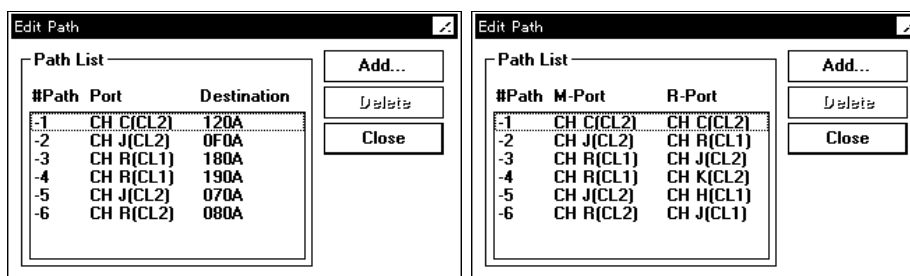 Edit Path
Path List
#Path Port Destination
-1 CH C(CL2) 120A
-2 CH J(CL2) 0F0A
-3 CH R(CL1) 180A
-4 CH R(CL1) 190A
-5 CH J(CL2) 070A
-6 CH R(CL2) 080A
Add...
Delete
Close
Edit Path
Path List
#Path M-Port R-Port
-1 CH C(CL2) CH C(CL2)
-2 CH J(CL2) CH R(CL1)
-3 CH R(CL1) CH J(CL2)
-4 CH R(CL1) CH K(CL2)
-5 CH J(CL2) CH H(CL1)
-6 CH R(CL2) CH J(CL1)
Add...
Delete
Close